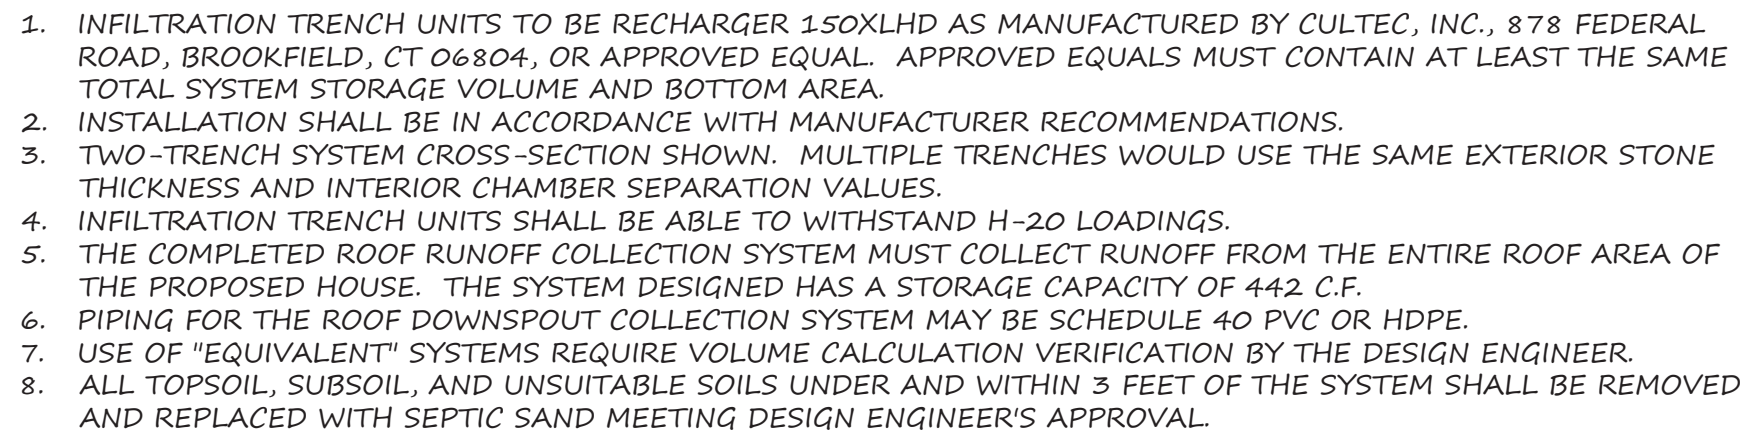 1. INFILTRATION TRENCH UNITS TO BE RECHARGER 150XLHD AS MANUFACTURED BY CULTEC, INC., 878 FEDERAL
ROAD, BROOKFIELD, CT 06804, OR APPROVED EQUAL.  APPROVED EQUALS MUST CONTAIN AT LEAST THE SAME
TOTAL SYSTEM STORAGE VOLUME AND BOTTOM AREA.
2. INSTALLATION SHALL BE IN ACCORDANCE WITH MANUFACTURER RECOMMENDATIONS.
3. TWO-TRENCH SYSTEM CROSS-SECTION SHOWN.  MULTIPLE TRENCHES WOULD USE THE SAME EXTERIOR STONE
THICKNESS AND INTERIOR CHAMBER SEPARATION VALUES.
4. INFILTRATION TRENCH UNITS SHALL BE ABLE TO WITHSTAND H-20 LOADINGS.
5. THE COMPLETED ROOF RUNOFF COLLECTION SYSTEM MUST COLLECT RUNOFF FROM THE ENTIRE ROOF AREA OF
THE PROPOSED HOUSE.  THE SYSTEM DESIGNED HAS A STORAGE CAPACITY OF 442 C.F.
6. PIPING FOR THE ROOF DOWNSPOUT COLLECTION SYSTEM MAY BE SCHEDULE 40 PVC OR HDPE.
7. USE OF "EQUIVALENT" SYSTEMS REQUIRE VOLUME CALCULATION VERIFICATION BY THE DESIGN ENGINEER.
8. ALL TOPSOIL, SUBSOIL, AND UNSUITABLE SOILS UNDER AND WITHIN 3 FEET OF THE SYSTEM SHALL BE REMOVED
AND REPLACED WITH SEPTIC SAND MEETING DESIGN ENGINEER'S APPROVAL.